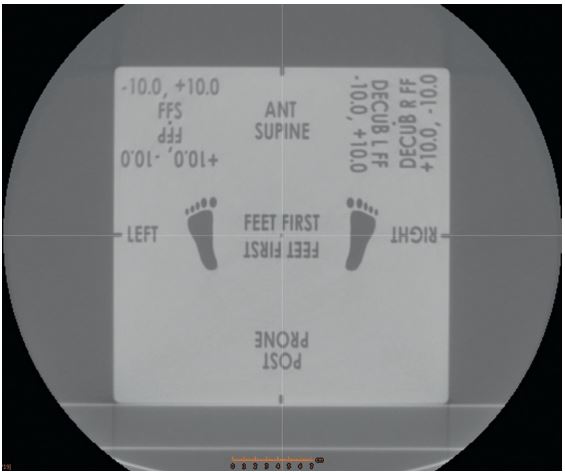 -10.0, +10.0
FFS
+10.0, -10.0
FFP
ANT
SUPINE
DECUB L FF
-10.0, +10.0
DECUB R FF
+10.0, -10.0
LEFT
FEET FIRST
FEET FIRST
RIGHT
POST
PRONE
cm